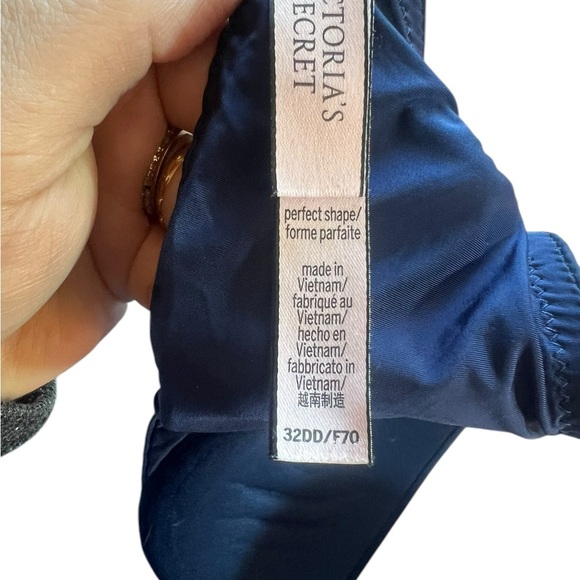 CTORIA'S
ECRET
perfect shape/
forme parfaite
made in
Vietnam/
fabriqué au
Vietnam/
hecho en
Vietnam/
fabbricato in
Vietnam/
越南制造
32DD/F70